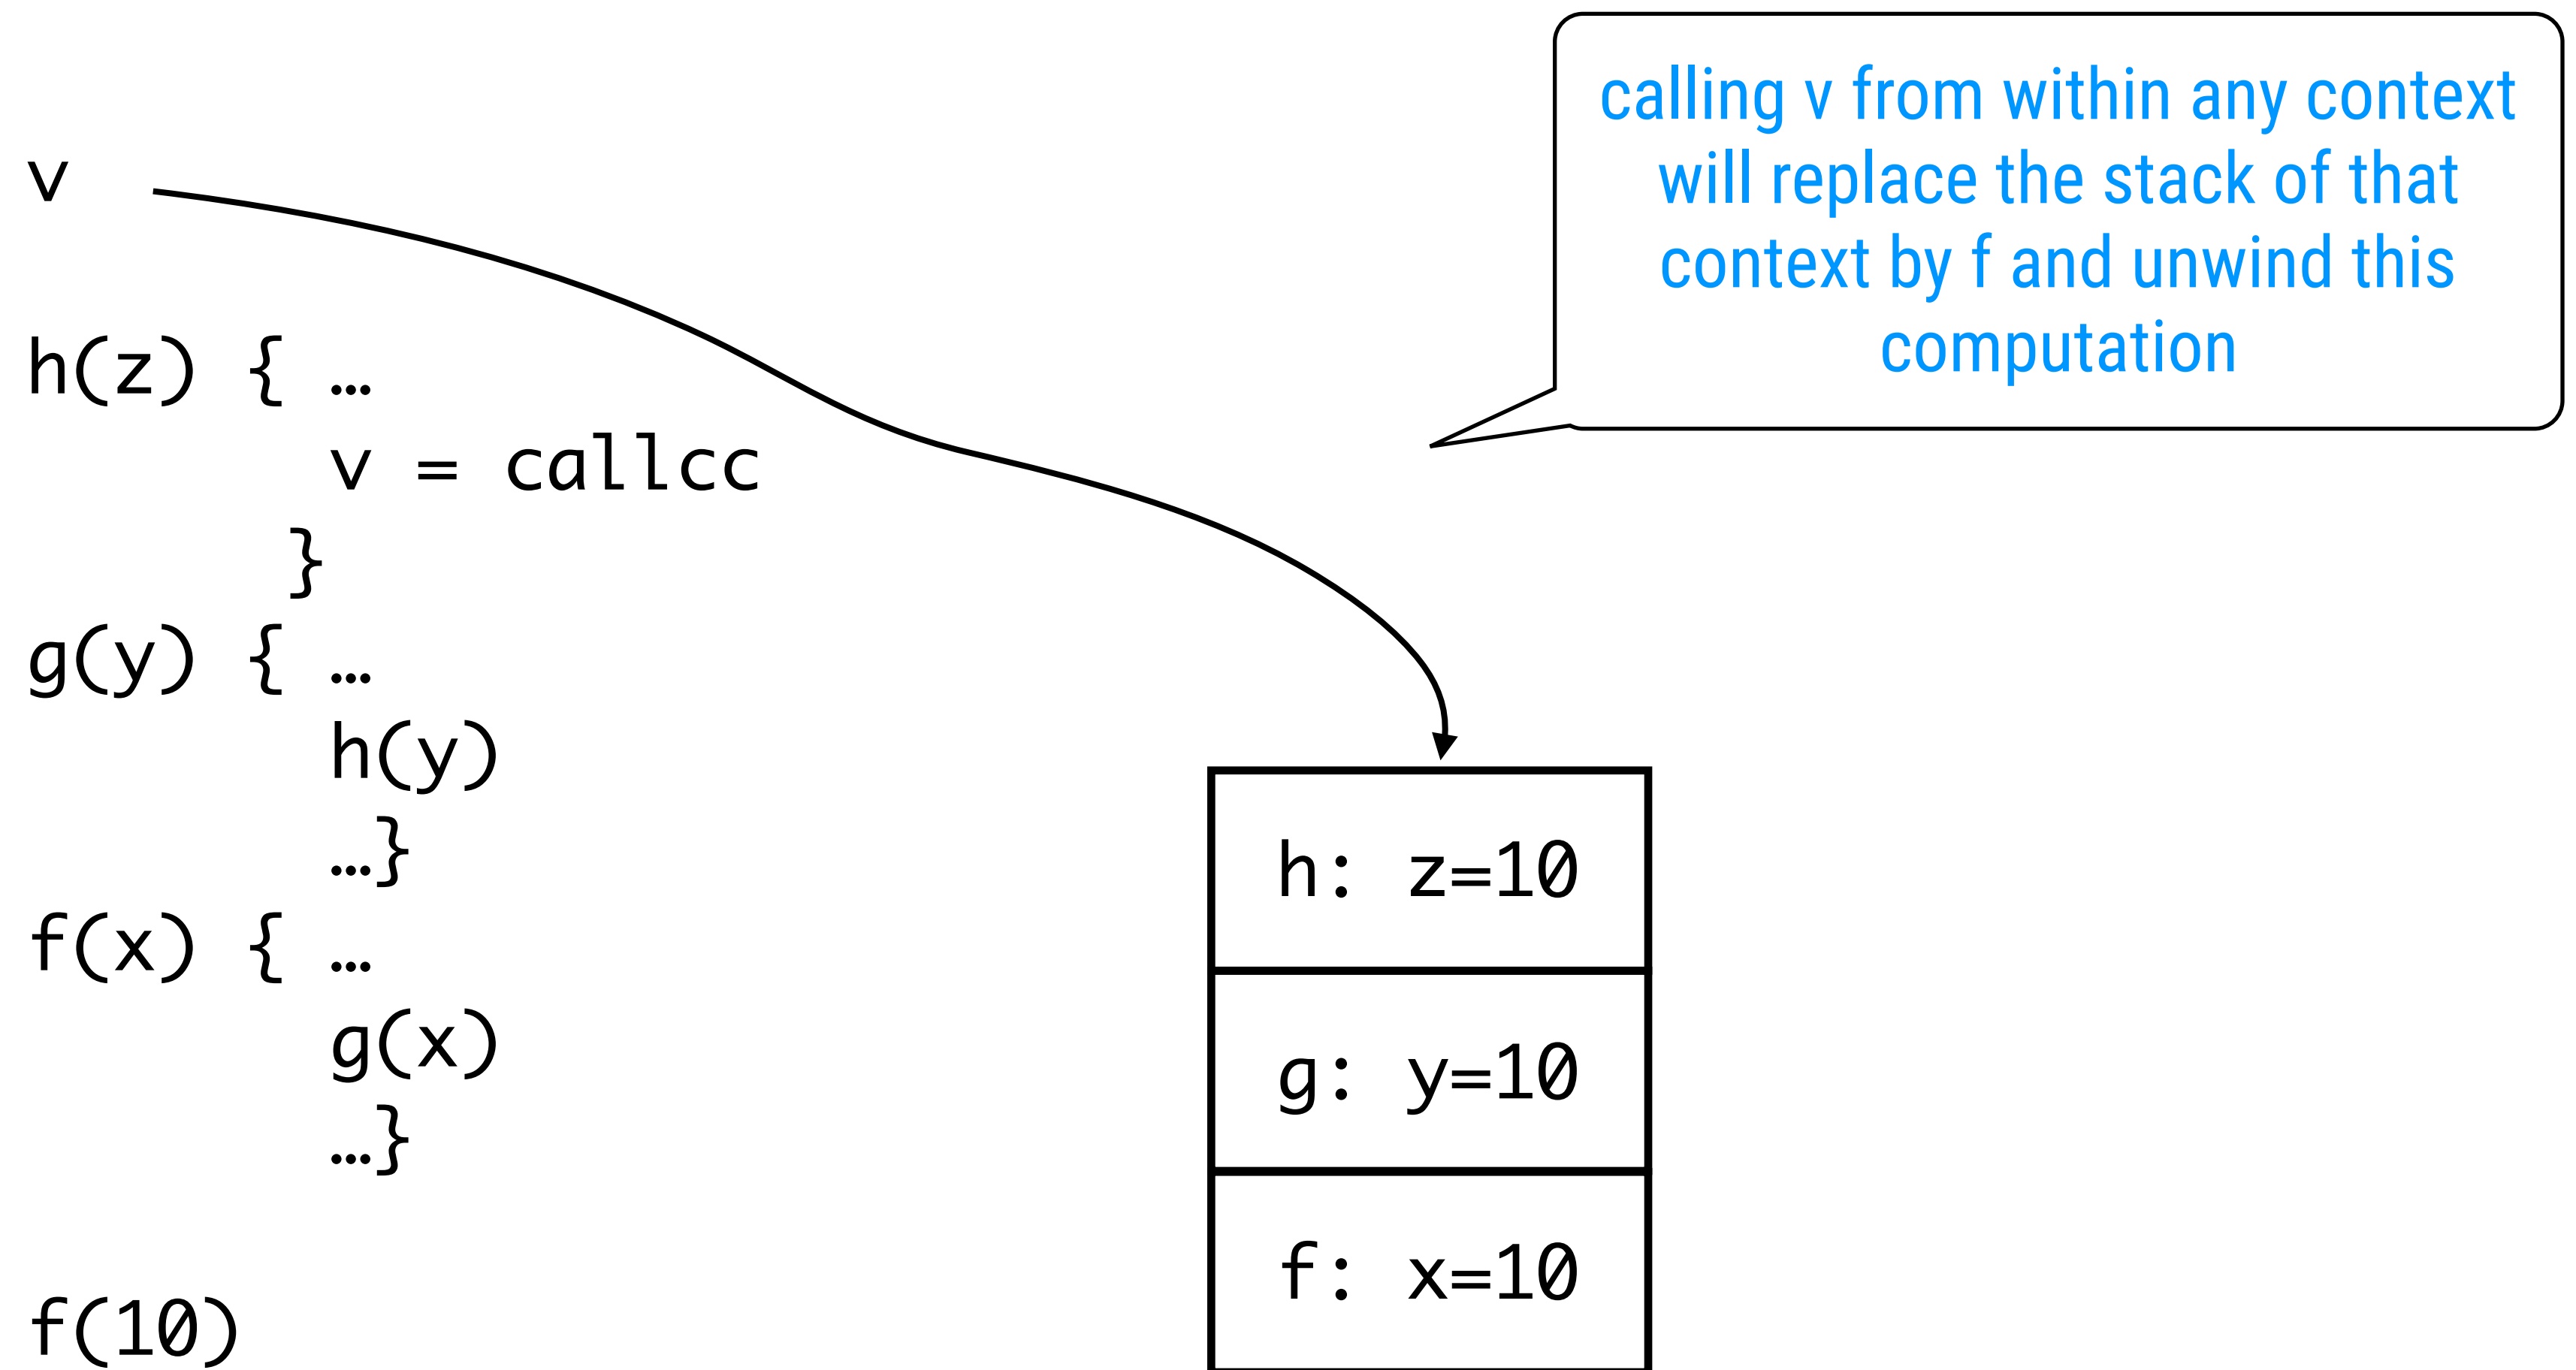 calling v from within any context
will replace the stack of that
context by f and unwind this
computation
v
h(z) { …
v = callcc
}
g(y) { …
h(y)
…}
f(x) { …
g(x)
…}
f(10)
h: z=10
g: y=10
f: x=10